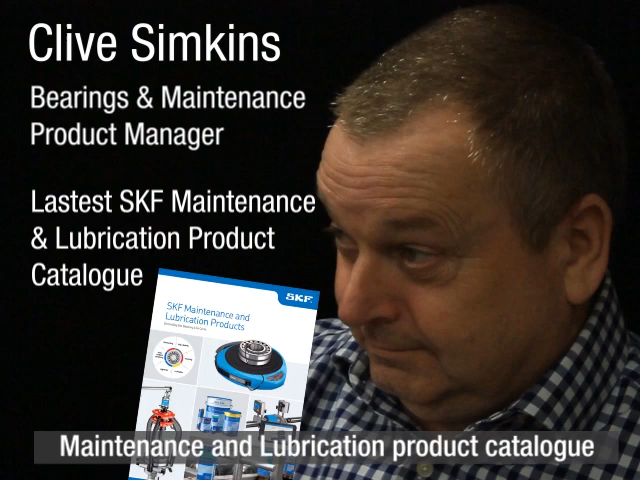 Clive Simkins
Bearings & Maintenance
Product Manager
Lastest SKF Maintenance
& Lubrication Product
Catalogue
SKF
SKF Maintenance and
Lubrication Products
Maintenance and Lubrication product catalogue